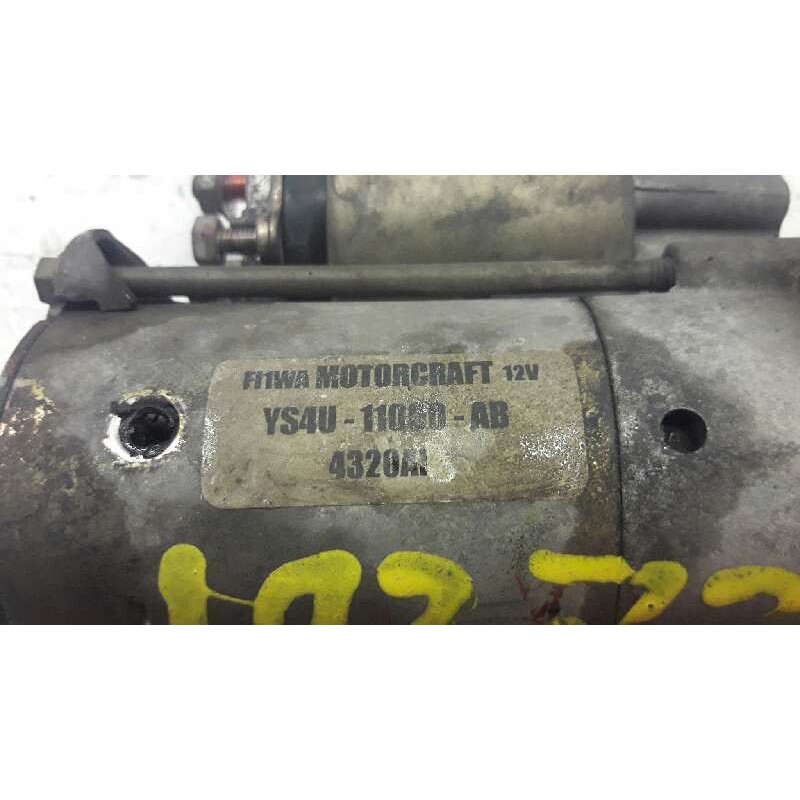 F11WA MOTORCRAFT 12V
YS4U - 11000 - AB
4320AI